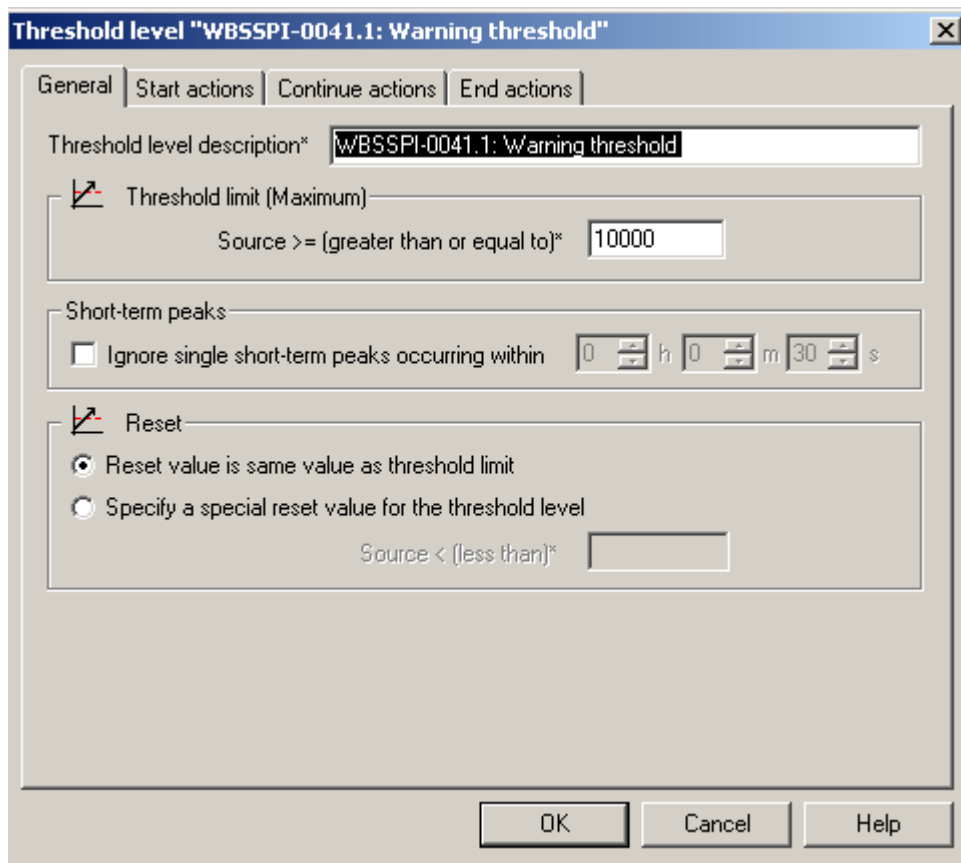 Threshold level "WBSSPI-0041.1: Warning threshold"
General Start actions Continue actions End actions
Threshold level description* WBSSPI-0041.1: Warning threshold
Threshold limit (Maximum)
Source >= (greater than or equal to)* 10000
Short-term peaks
Ignore single short-term peaks occurring within 0 h 0 m 30 s
Reset
Reset value is same value as threshold limit
Specify a special reset value for the threshold level
Source < (less than)*
OK Cancel Help